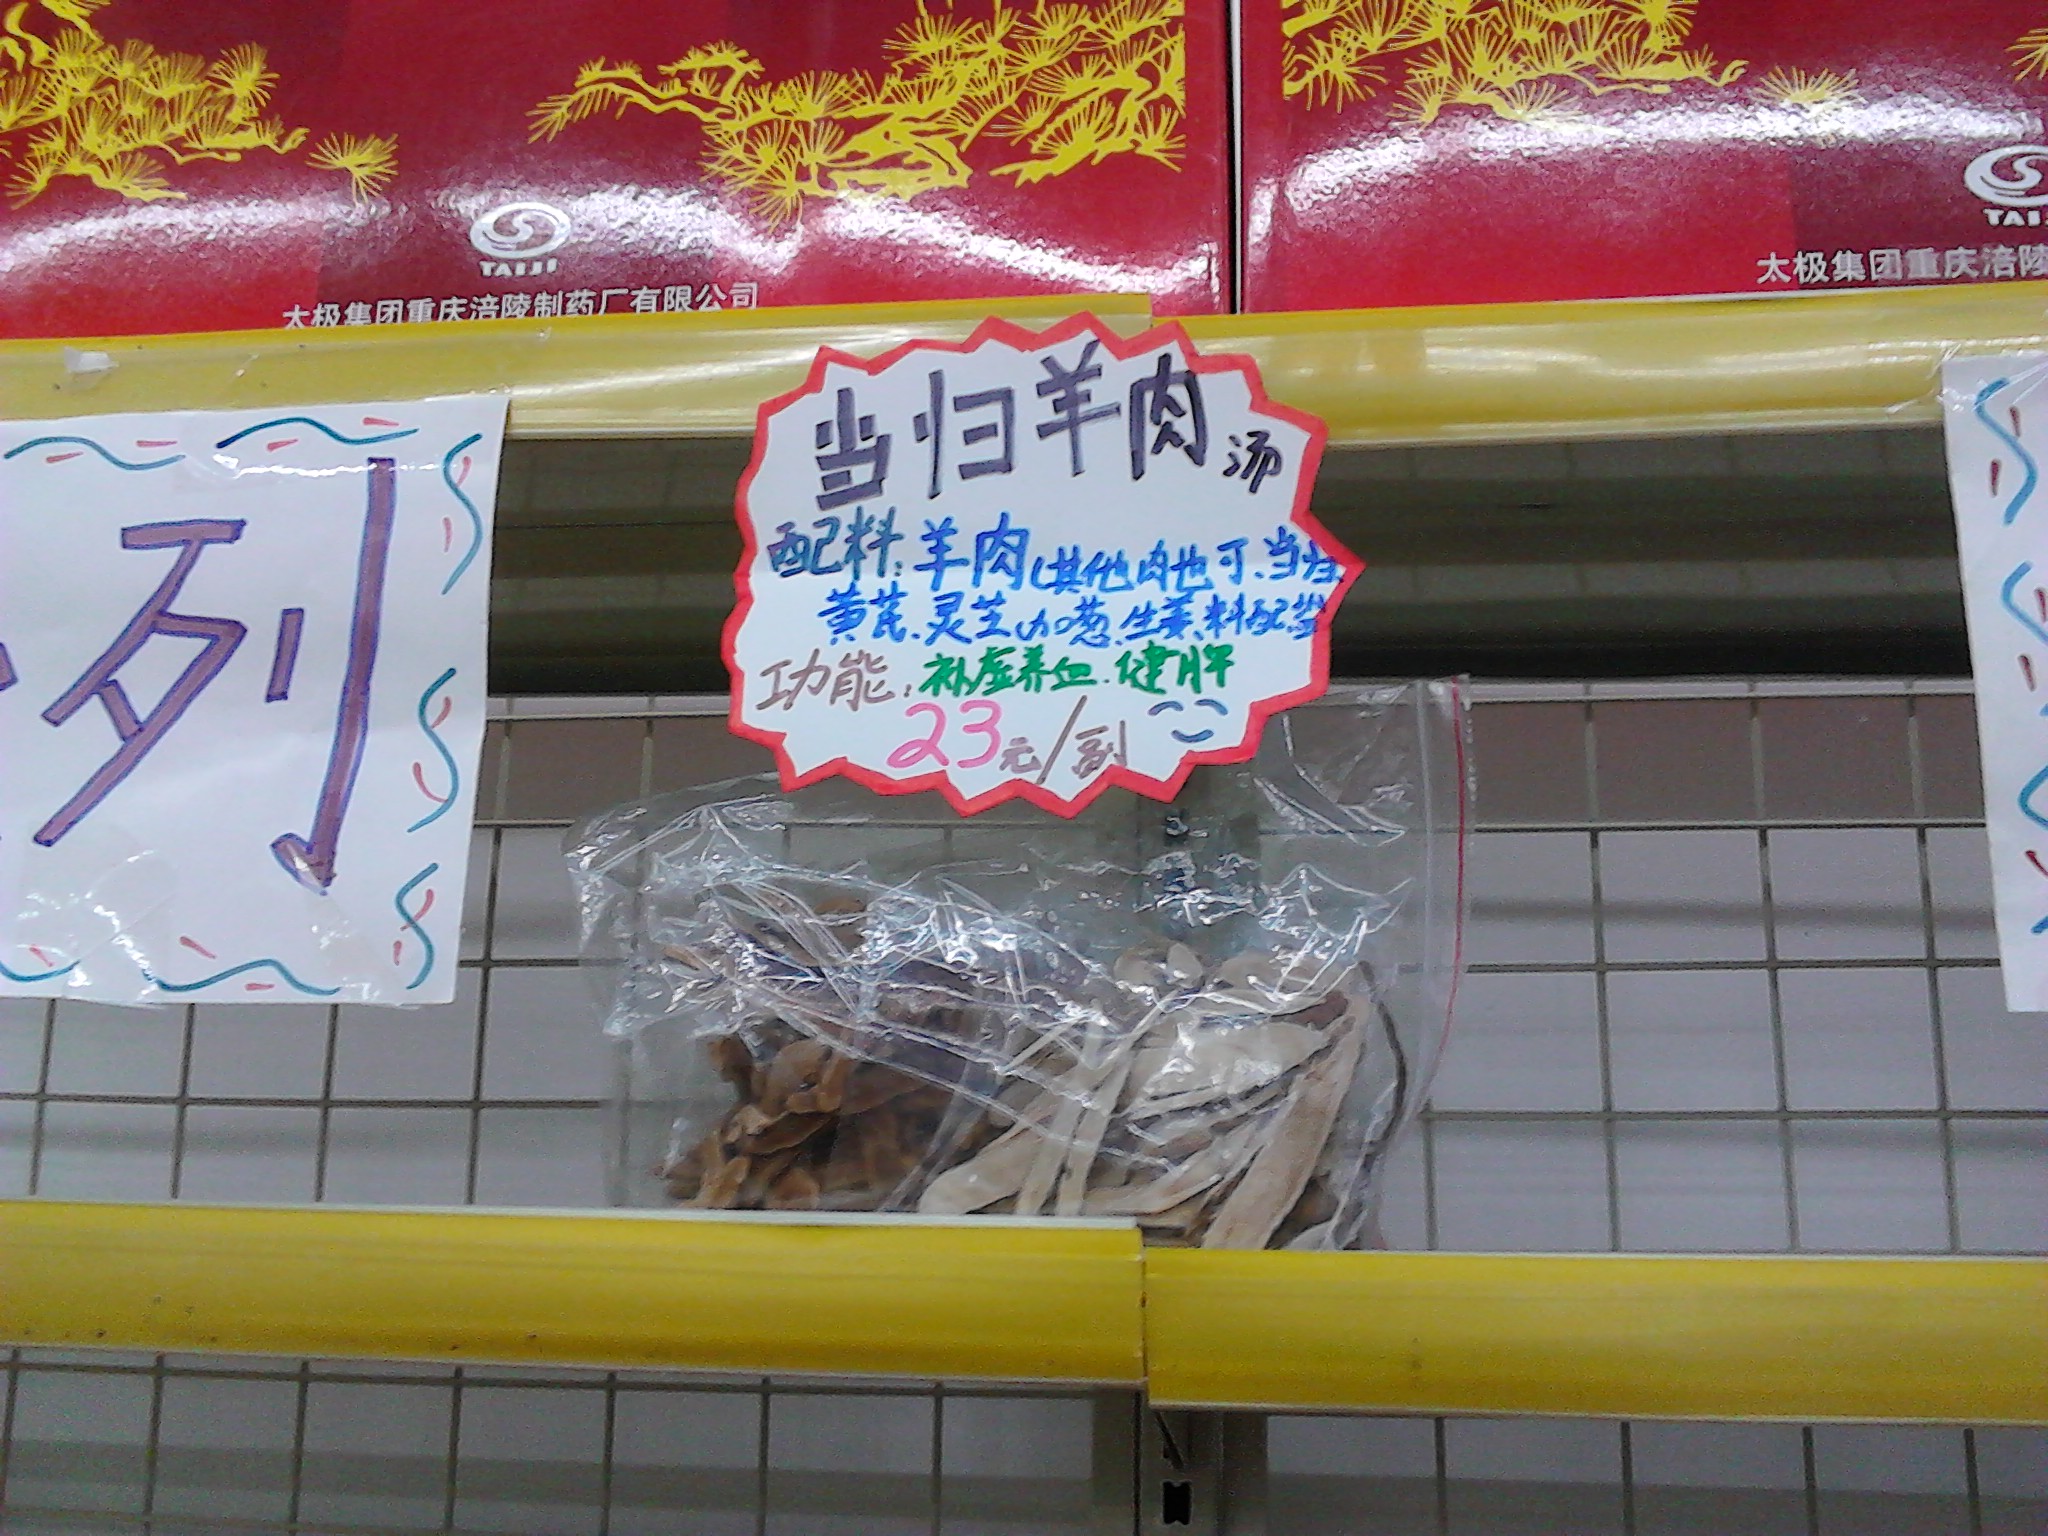 TAIJI
太极集团重庆涪陵制药厂有限公司
TAIJ
太极集团重庆涪陵
列
当归羊肉汤
配料:羊肉(其他肉也可、当归、
黄芪、灵芝加葱、生姜、料酒
功能:补虚养血、健脾
23元/副